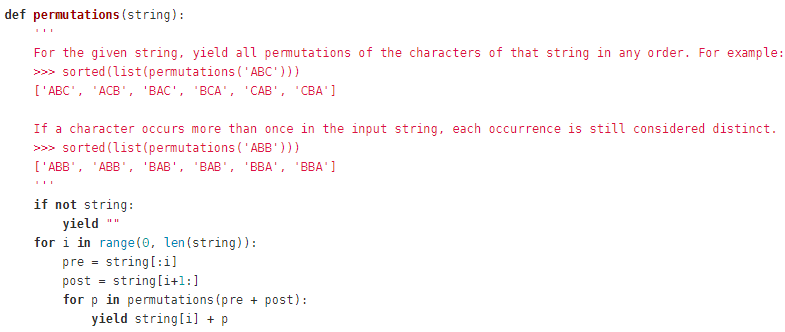 def permutations(string):
    '''
    For the given string, yield all permutations of the characters of that string in any order. For example:
    >>> sorted(list(permutations('ABC')))
    ['ABC', 'ACB', 'BAC', 'BCA', 'CAB', 'CBA']

    If a character occurs more than once in the input string, each occurrence is still considered distinct.
    >>> sorted(list(permutations('ABB')))
    ['ABB', 'ABB', 'BAB', 'BAB', 'BBA', 'BBA']
    '''
    if not string:
        yield ""
    for i in range(0, len(string)):
        pre = string[:i]
        post = string[i+1:]
        for p in permutations(pre + post):
            yield string[i] + p